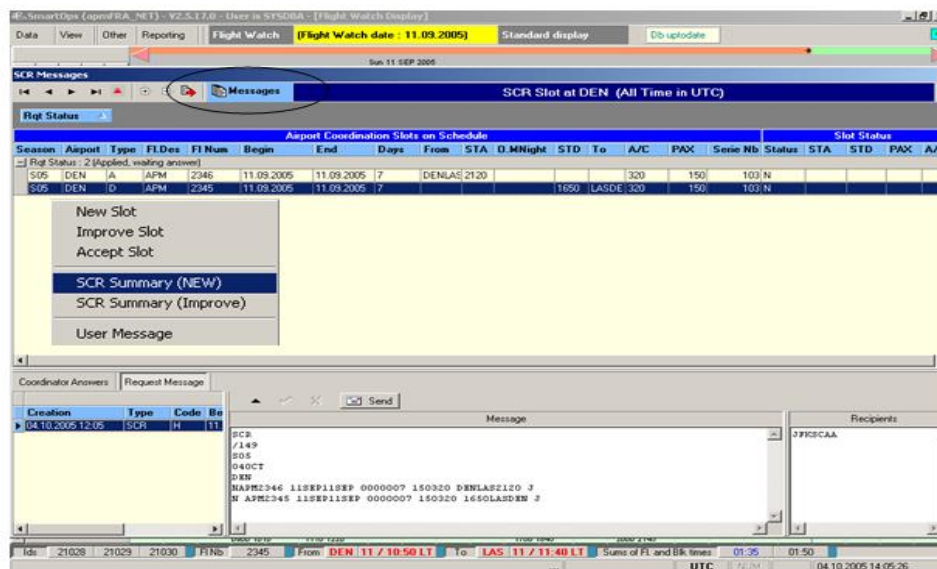 SmartOps (apmFRA_NET) - V2.5.17.0 - User is SYSDBA - [Flight Watch Display]
Data View Other Reporting Flight Watch (Flight Watch date : 11.09.2005) Standard display Db uptodate
Sun 11 SEP 2005
SCR Messages
Messages SCR Slot at DEN (All Time in UTC)
Rqt Status
Airport Coordination Slots on Schedule Slot Status
Season Airport Type Fl.Des Fl Num Begin End Days From STA O.MNight STD To A/C PAX Serie Nb Status STA STD PAX
Rqt Status : 2 (Applied, waiting answer)
S05 DEN A APM 2346 11.09.2005 11.09.2005 7 DENLAS 2120 320 150 103 N
S05 DEN D APM 2345 11.09.2005 11.09.2005 7 1650 LASDE 320 150 103 N
New Slot
Improve Slot
Accept Slot
SCR Summary (NEW)
SCR Summary (Improve)
User Message
Coordinator Answers Request Message
Send
Creation Type Code Be
04.10.2005 12:05 SCR H 11
Message
SCR
/149
S05
04OCT
DEN
NAPM2346 11SEP11SEP 0000007 150320 DENLAS2120 J
N APM2345 11SEP11SEP 0000007 150320 1650LASDEN J
Recipients
JFKSCAA
Ids 21028 21029 21030 Fl Nb 2345 From DEN 11 / 10:50 LT To LAS 11 / 11:40 LT Sums of Fl. and Blk times 01:35 01:50
UTC NUM 04.10.2005 14:05:26